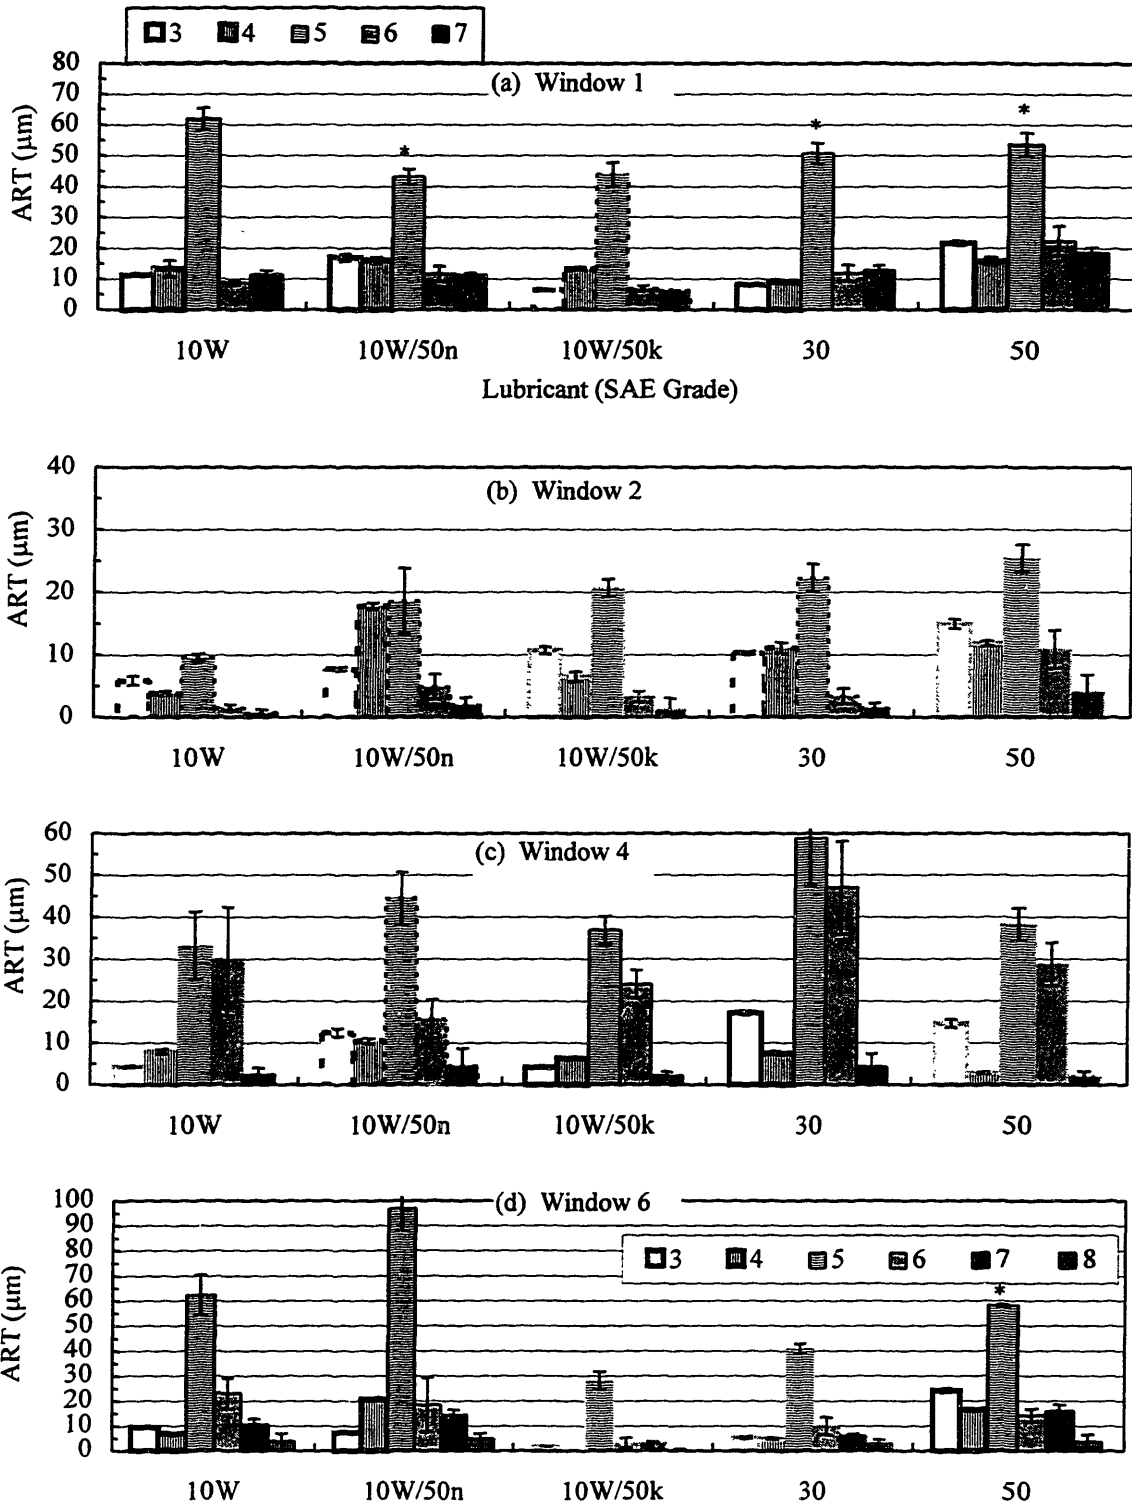 3 4 5 6 7
(a) Window 1
80
70
60
50
40
30
20
10
0
ART (μm)
* * *
10W 10W/50n 10W/50k 30 50
Lubricant (SAE Grade)
(b) Window 2
40
30
20
10
0
ART (μm)
10W 10W/50n 10W/50k 30 50
(c) Window 4
60
50
40
30
20
10
0
ART (μm)
10W 10W/50n 10W/50k 30 50
(d) Window 6
100
90
80
70
60
50
40
30
20
10
0
ART (μm)
3 4 5 6 7 8
*
10W 10W/50n 10W/50k 30 50